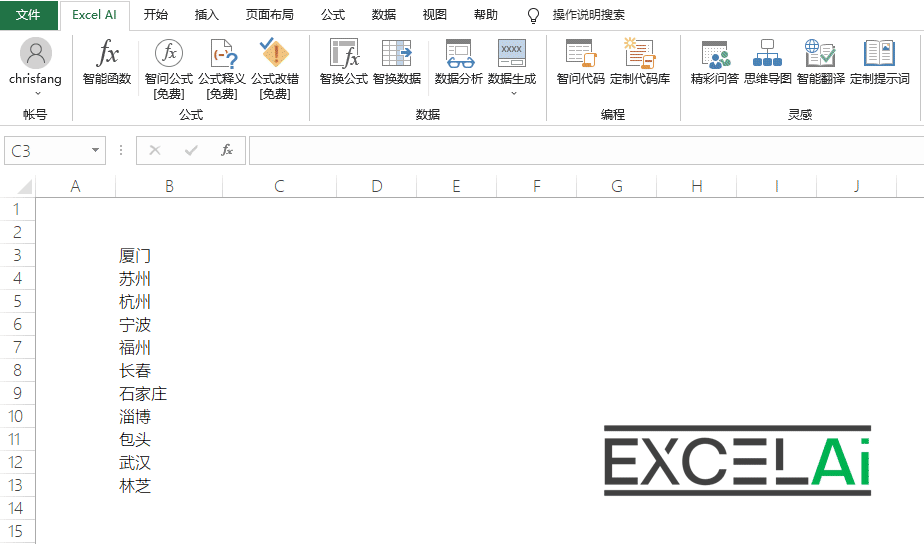 文件 Excel AI 开始 插入 页面布局 公式 数据 视图 帮助 操作说明搜索
chrisfang 智能函数 智问公式 公式释义 公式改错 智换公式 智换数据 数据分析 数据生成 智问代码 定制代码库 精彩问答 思维导图 智能翻译 定制提示词
[免费] [免费] [免费]
帐号 公式 数据 编程 灵感
C3 fx
A B C D E F G H I J
1
2
3 厦门
4 苏州
5 杭州
6 宁波
7 福州
8 长春
9 石家庄
10 淄博
11 包头
12 武汉
13 林芝
14
15
EXCELAi